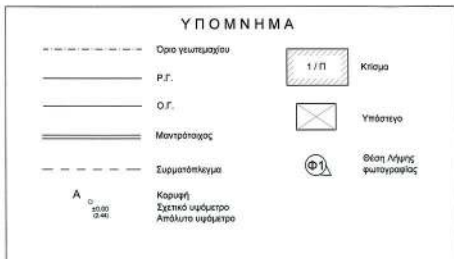 ΥΠΟΜΝΗΜΑ
Όριο γεωτεμαχίου
Ρ.Γ.
Ο.Γ.
Μαντρότοιχος
Συρματόπλεγμα
Α
±0.00
(2.44)
Κορυφή
Σχετικό υψόμετρο
Απόλυτο υψόμετρο
1 / Π
Κτίσμα
Υπόστεγο
Φ1
Θέση Λήψης
φωτογραφίας